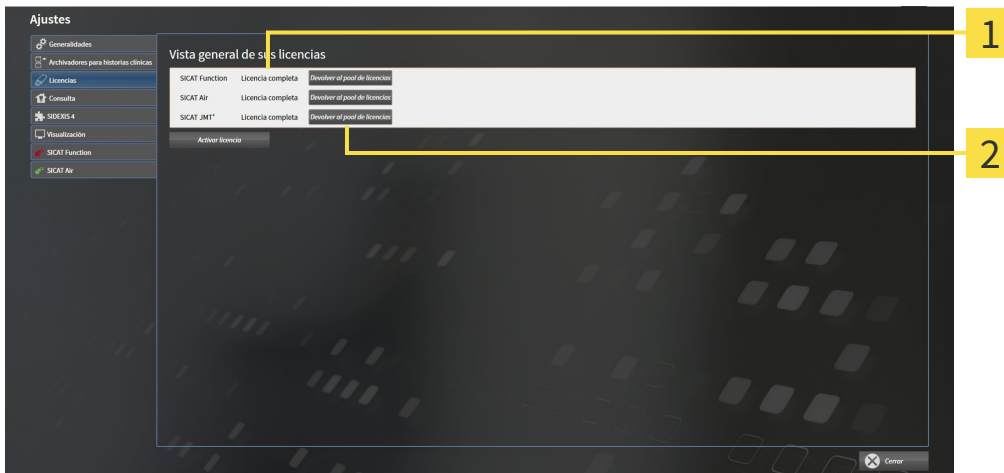 Ajustes
Generalidades
Archivadores para historias clínicas
Licencias
Consulta
SIDEXIS 4
Visualización
SICAT Function
SICAT Air
Vista general de sus licencias
SICAT Function Licencia completa Devolver al pool de licencias
SICAT Air Licencia completa Devolver al pool de licencias
SICAT JMT+ Licencia completa Devolver al pool de licencias
Activar licencia
Cerrar
1
2